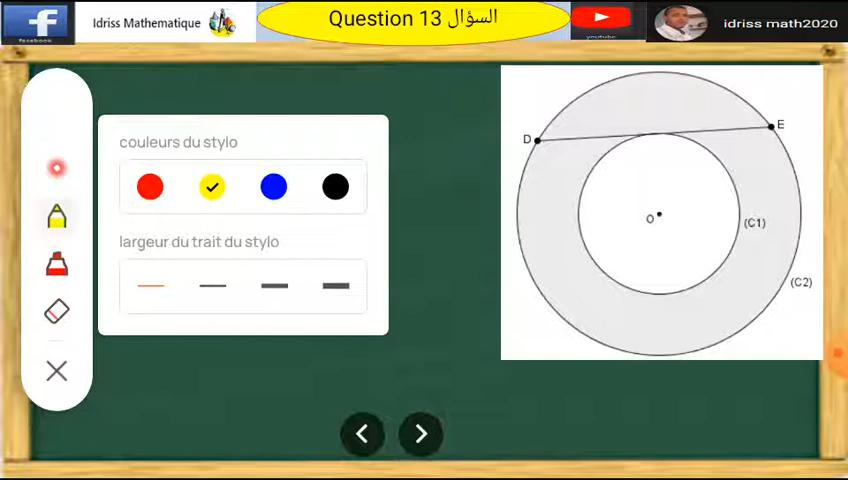 facebook
Idriss Mathematique
Question 13 السؤال
youtube
idriss math2020
couleurs du stylo
largeur du trait du stylo
D
E
O
(C1)
(C2)